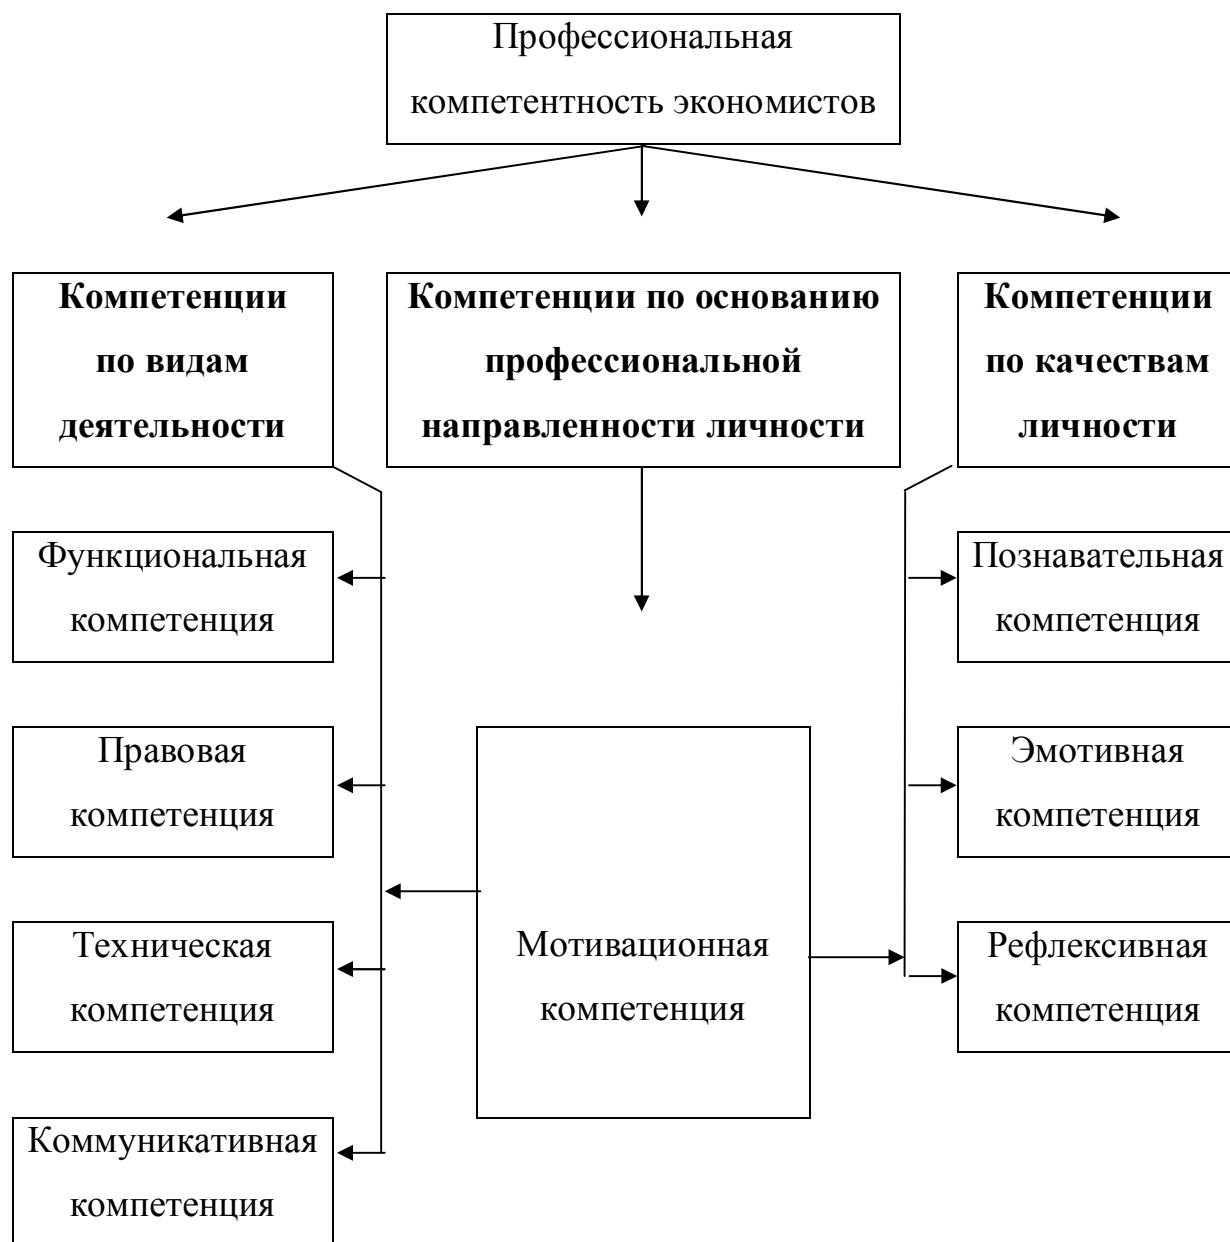 Профессиональная
компетентность экономистов
Компетенции
по видам
деятельности
Компетенции по основанию
профессиональной
направленности личности
Компетенции
по качествам
личности
Функциональная
компетенция
Правовая
компетенция
Техническая
компетенция
Коммуникативная
компетенция
Мотивационная
компетенция
Познавательная
компетенция
Эмотивная
компетенция
Рефлексивная
компетенция